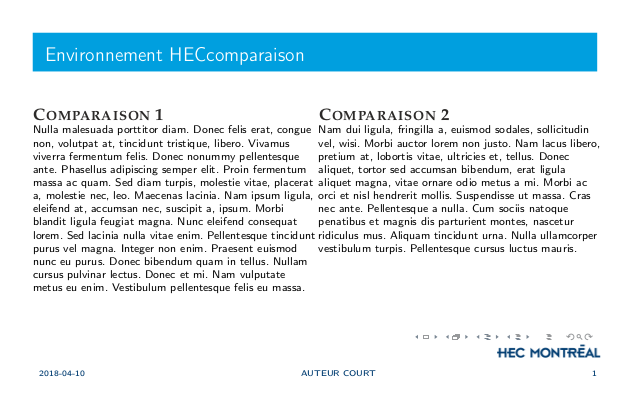 Environnement HECcomparaison
COMPARAISON 1
Nulla malesuada porttitor diam. Donec felis erat, congue
non, volutpat at, tincidunt tristique, libero. Vivamus
viverra fermentum felis. Donec nonummy pellentesque
ante. Phasellus adipiscing semper elit. Proin fermentum
massa ac quam. Sed diam turpis, molestie vitae, placerat
a, molestie nec, leo. Maecenas lacinia. Nam ipsum ligula,
eleifend at, accumsan nec, suscipit a, ipsum. Morbi
blandit ligula feugiat magna. Nunc eleifend consequat
lorem. Sed lacinia nulla vitae enim. Pellentesque tincidunt
purus vel magna. Integer non enim. Praesent euismod
nunc eu purus. Donec bibendum quam in tellus. Nullam
cursus pulvinar lectus. Donec et mi. Nam vulputate
metus eu enim. Vestibulum pellentesque felis eu massa.
COMPARAISON 2
Nam dui ligula, fringilla a, euismod sodales, sollicitudin
vel, wisi. Morbi auctor lorem non justo. Nam lacus libero,
pretium at, lobortis vitae, ultricies et, tellus. Donec
aliquet, tortor sed accumsan bibendum, erat ligula
aliquet magna, vitae ornare odio metus a mi. Morbi ac
orci et nisl hendrerit mollis. Suspendisse ut massa. Cras
nec ante. Pellentesque a nulla. Cum sociis natoque
penatibus et magnis dis parturient montes, nascetur
ridiculus mus. Aliquam tincidunt urna. Nulla ullamcorper
vestibulum turpis. Pellentesque cursus luctus mauris.
HEC MONTRÉAL
2018-04-10
AUTEUR COURT
1